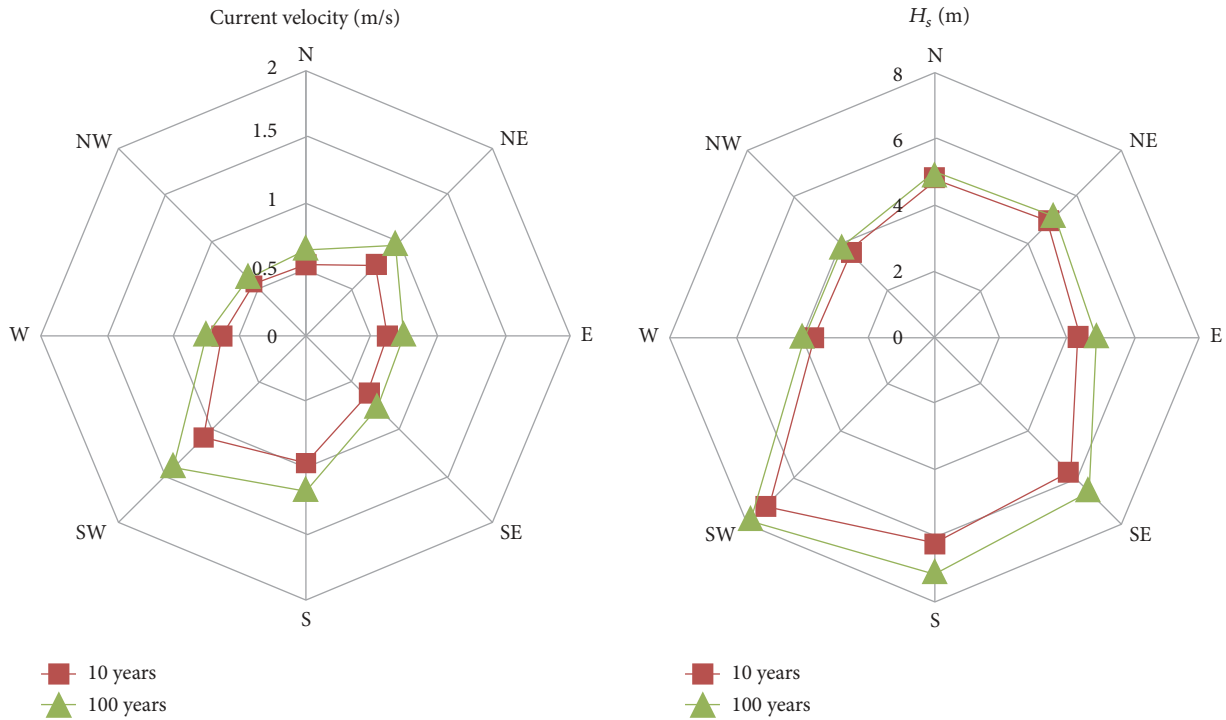 Current velocity (m/s)
N
2
NW
NE
1.5
1
0.5
W
0
E
SW
SE
S
10 years
100 years
H_s (m)
N
8
NW
NE
6
4
2
W
0
E
SW
SE
S
10 years
100 years